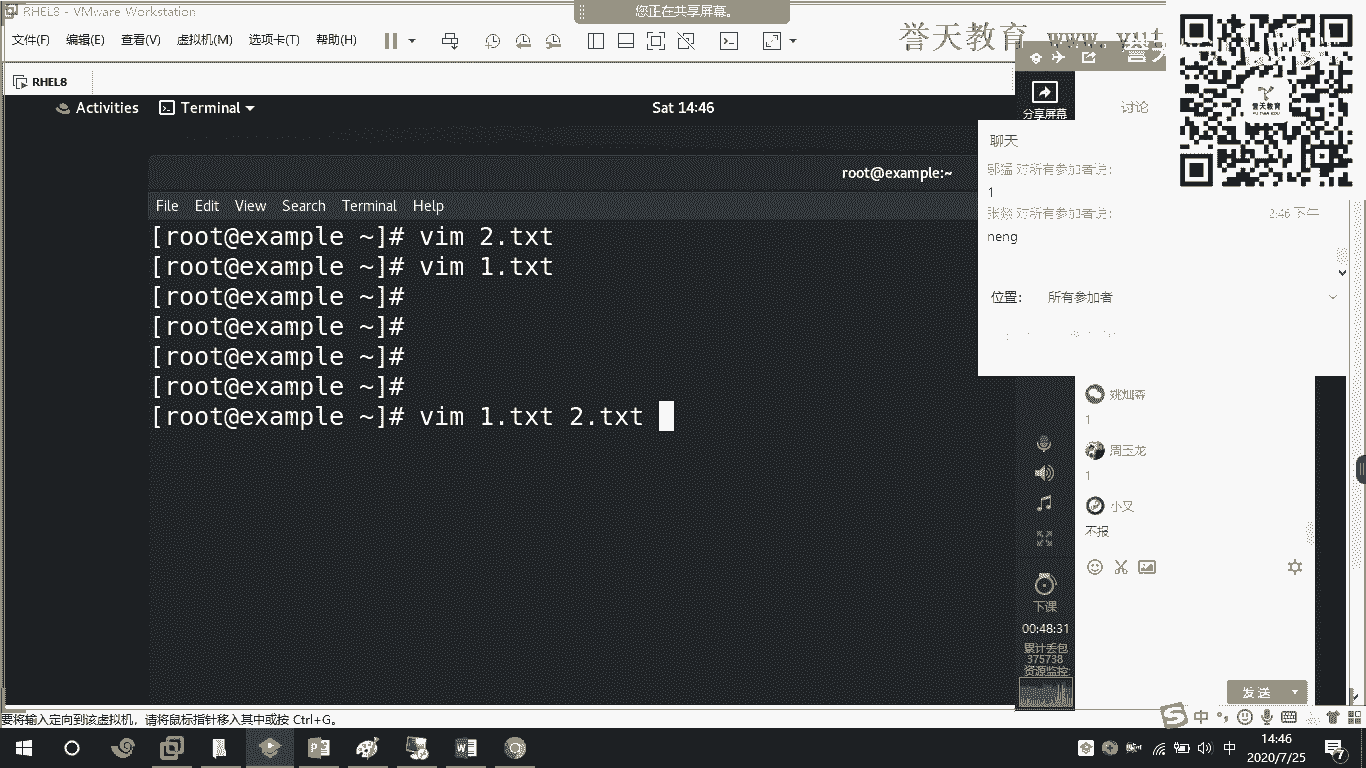 RHEL8 - VMware Workstation
您正在共享屏幕。
文件(F) 编辑(E) 查看(V) 虚拟机(M) 选项卡(T) 帮助(H)
誉天教育 www.yut
RHEL8
Activities Terminal Sat 14:46
分享屏幕
讨论
誉天教育
聊天
对所有参加者说:
1
对所有参加者说: 2:46 下午
neng
位置: 所有参加者
root@example:~
File Edit View Search Terminal Help
[root@example ~]# vim 2.txt
[root@example ~]# vim 1.txt
[root@example ~]#
[root@example ~]#
[root@example ~]#
[root@example ~]#
[root@example ~]# vim 1.txt 2.txt
1
周玉龙
1
小又
不报
下课
00:48:31
累计丢包
375738
资源监控:
发送
要将输入定向到该虚拟机，请将鼠标指针移入其中或按 Ctrl+G。
中
中
14:46
2020/7/25
7